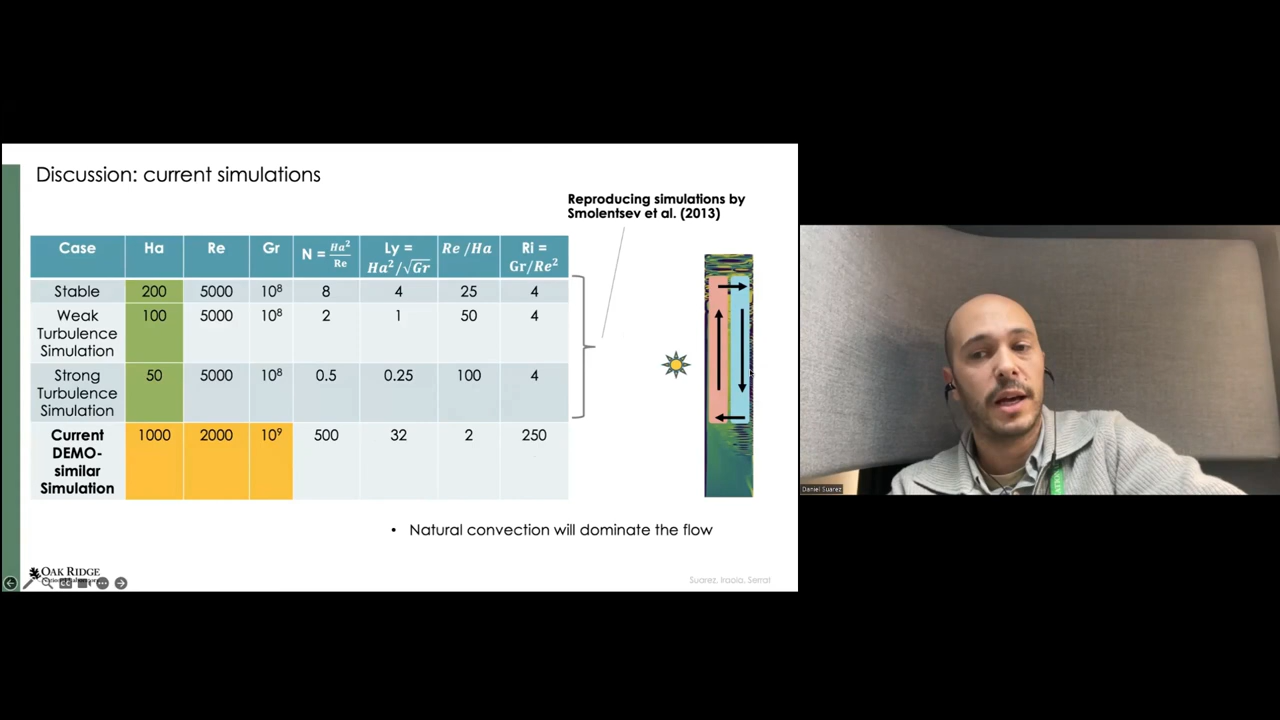 Discussion: current simulations
Reproducing simulations by
Smolentsev et al. (2013)
Case Ha Re Gr N = Ha²/Re Ly = Ha²/√Gr Re/Ha Ri = Gr/Re²
Stable 200 5000 10⁸ 8 4 25 4
Weak Turbulence Simulation 100 5000 10⁸ 2 1 50 4
Strong Turbulence Simulation 50 5000 10⁸ 0.5 0.25 100 4
Current DEMO-similar Simulation 1000 2000 10⁹ 500 32 2 250
• Natural convection will dominate the flow
OAK RIDGE
Suarez, Iraola, Serrat
Daniel Suarez